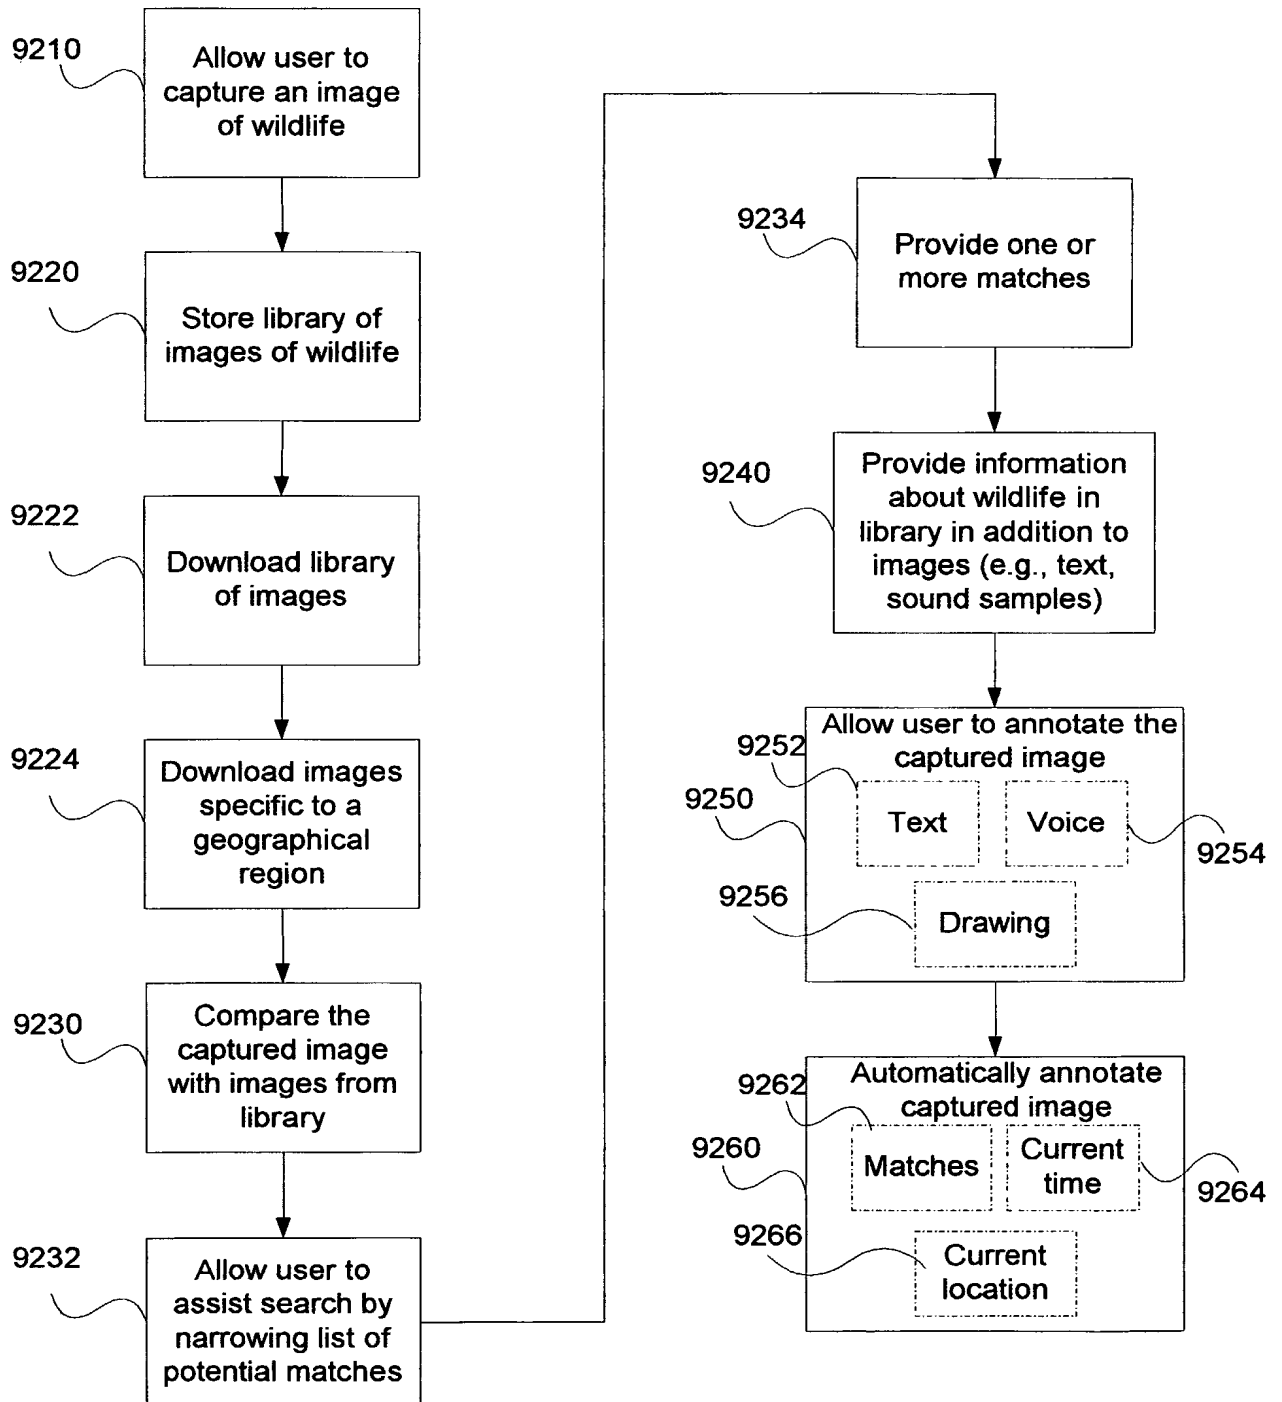 9210
Allow user to
capture an image
of wildlife
9220
Store library of
images of wildlife
9222
Download library
of images
9224
Download images
specific to a
geographical
region
9230
Compare the
captured image
with images from
library
9232
Allow user to
assist search by
narrowing list of
potential matches
9234
Provide one or
more matches
9240
Provide information
about wildlife in
library in addition to
images (e.g., text,
sound samples)
9250
Allow user to annotate the
captured image
9252
Text
Voice
9254
9256
Drawing
9260
Automatically annotate
captured image
9262
Matches
Current
time
9264
9266
Current
location